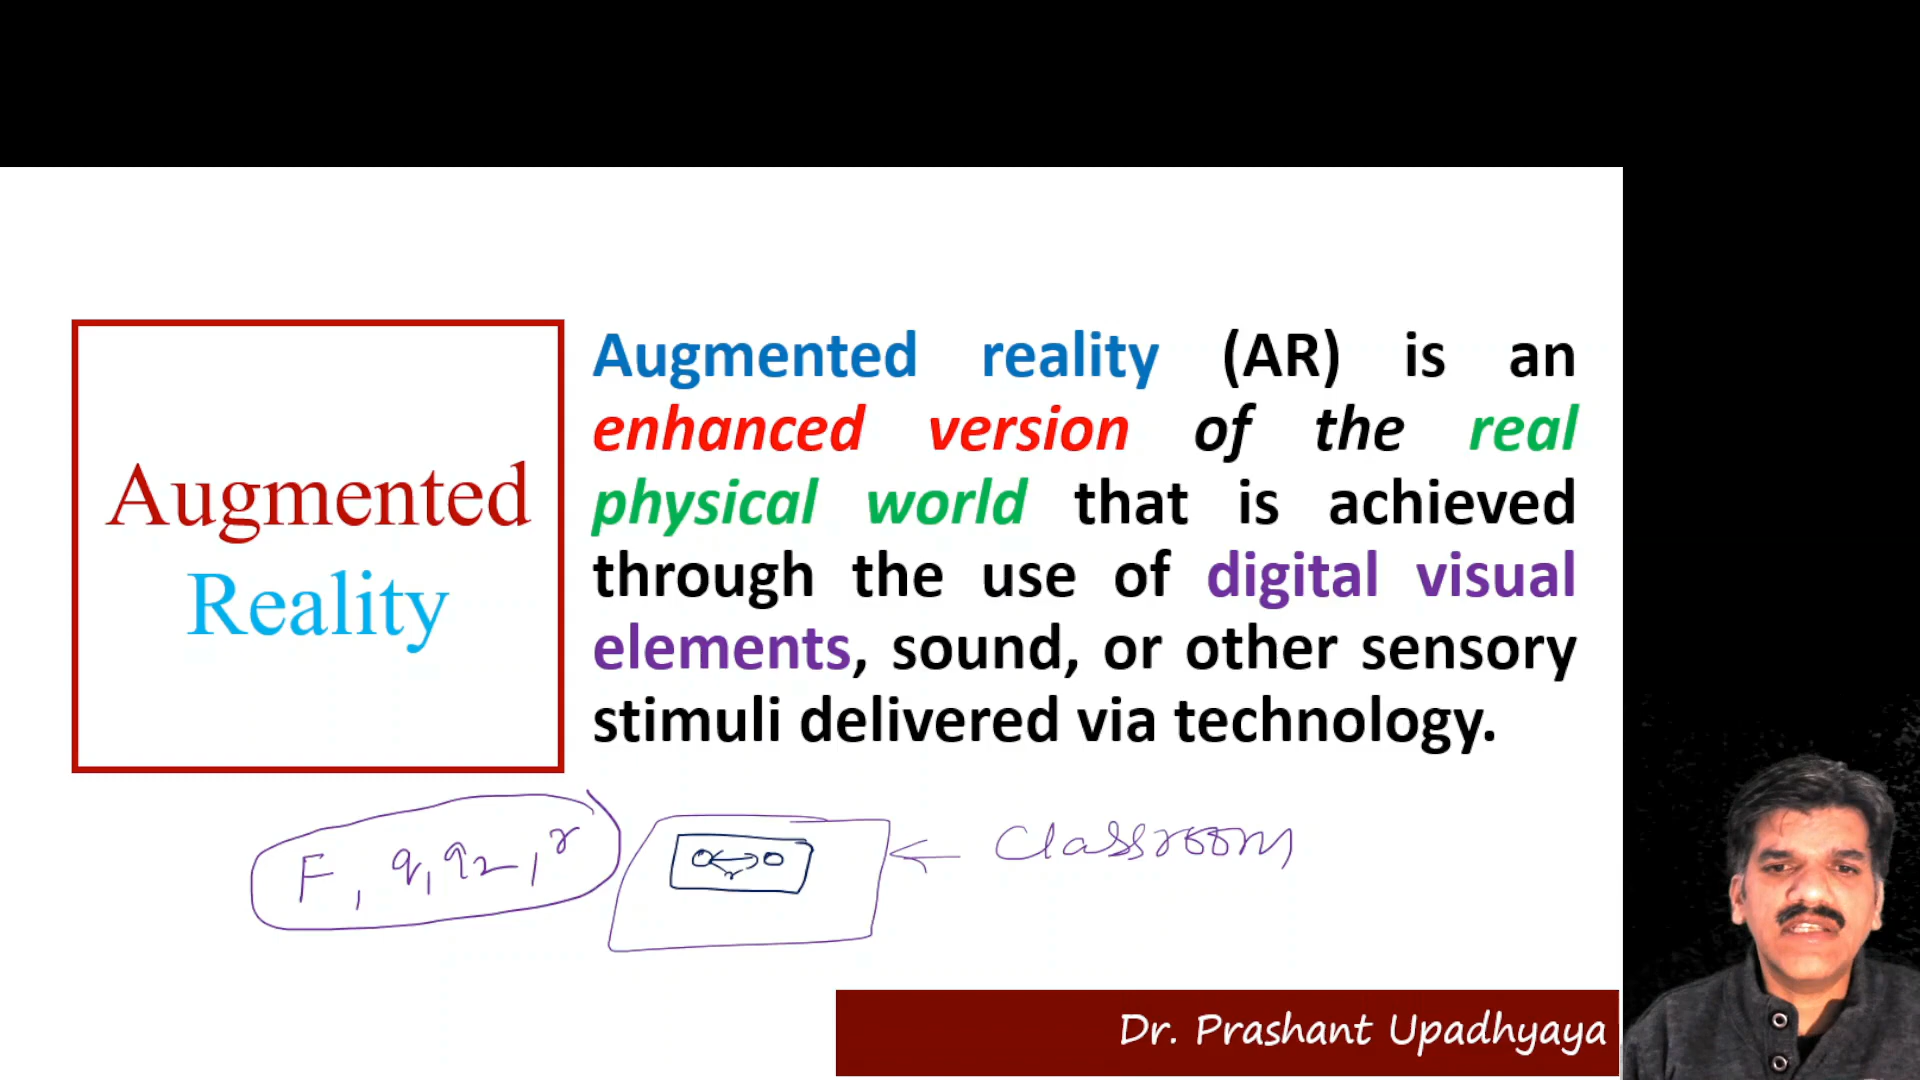 Augmented
Reality
Augmented reality (AR) is an
enhanced version of the real
physical world that is achieved
through the use of digital visual
elements, sound, or other sensory
stimuli delivered via technology.
F, q1, q2, r
r
Classroom
Dr. Prashant Upadhyaya